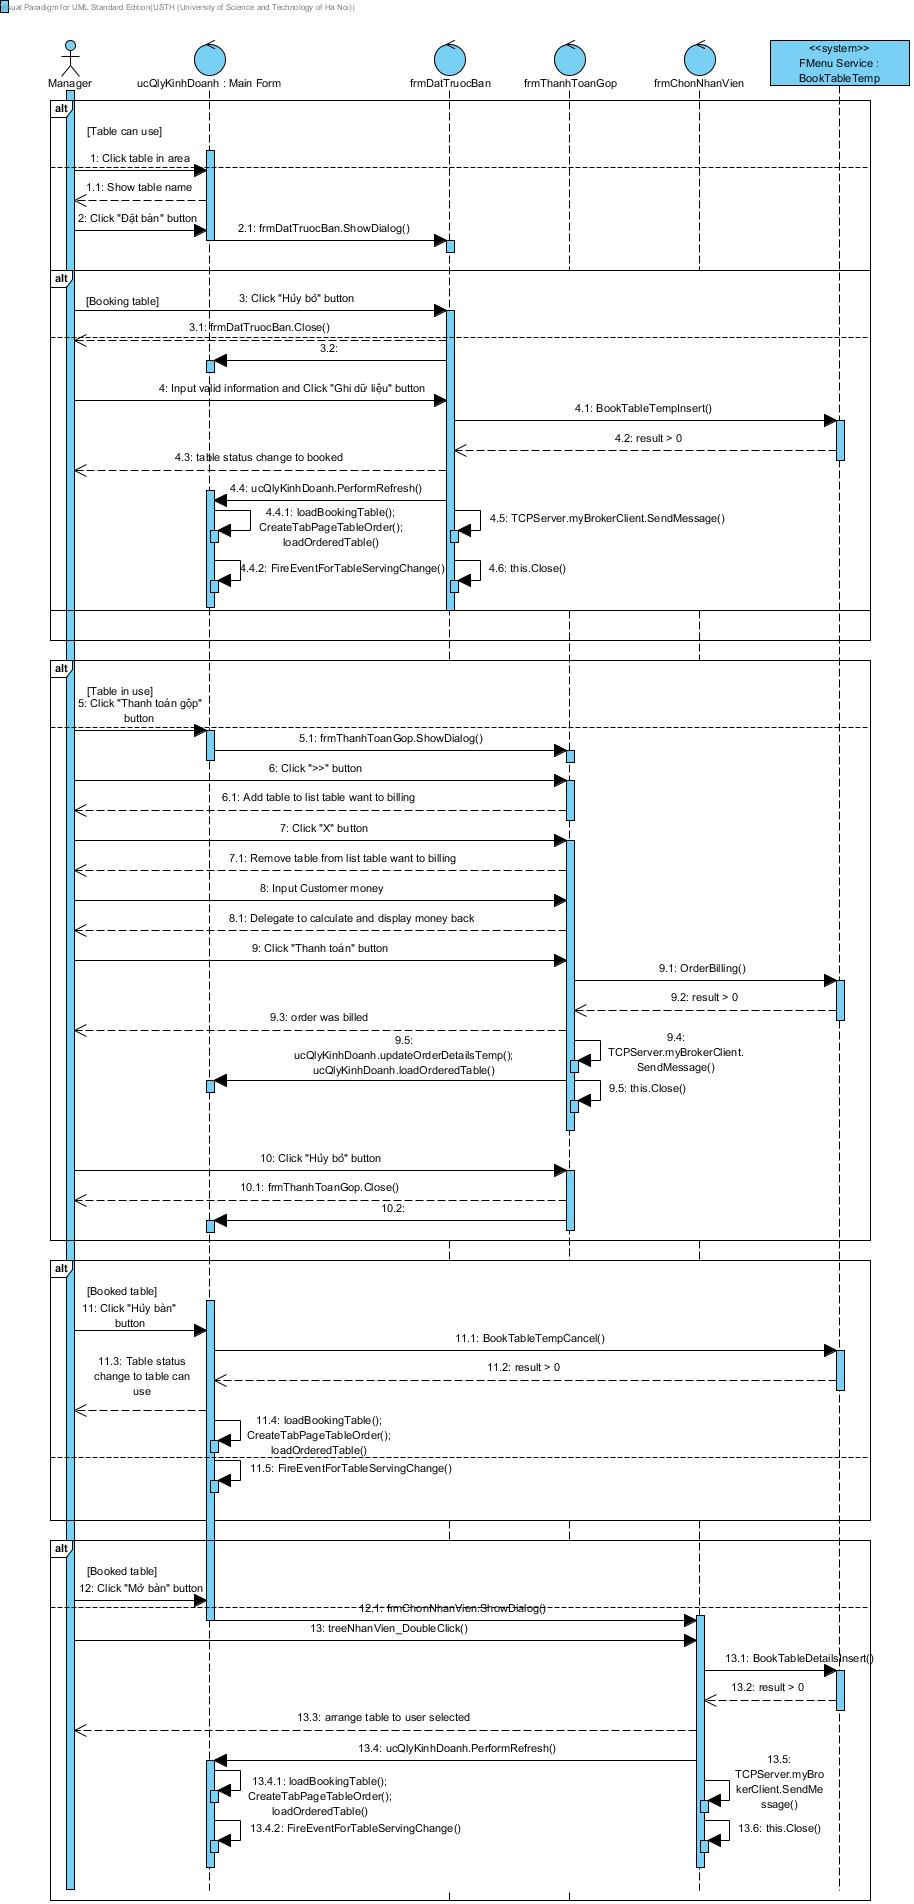 Visual Paradigm for UML Standard Edition(USTH (University of Science and Technology of Ha Noi))
Manager
ucQlyKinhDoanh : Main Form
frmDatTruocBan
frmThanhToanGop
frmChonNhanVien
<<system>>
FMenu Service :
BookTableTemp
alt
[Table can use]
1: Click table in area
1.1: Show table name
2: Click "Đặt bàn" button
2.1: frmDatTruocBan.ShowDialog()
alt
[Booking table]
3: Click "Hủy bỏ" button
3.1: frmDatTruocBan.Close()
3.2:
4: Input valid information and Click "Ghi dữ liệu" button
4.1: BookTableTempInsert()
4.2: result > 0
4.3: table status change to booked
4.4: ucQlyKinhDoanh.PerformRefresh()
4.4.1: loadBookingTable();
CreateTabPageTableOrder();
loadOrderedTable()
4.5: TCPServer.myBrokerClient.SendMessage()
4.4.2: FireEventForTableServingChange()
4.6: this.Close()
alt
[Table in use]
5: Click "Thanh toán gộp"
button
5.1: frmThanhToanGop.ShowDialog()
6: Click ">>" button
6.1: Add table to list table want to billing
7: Click "X" button
7.1: Remove table from list table want to billing
8: Input Customer money
8.1: Delegate to calculate and display money back
9: Click "Thanh toán" button
9.1: OrderBilling()
9.2: result > 0
9.3: order was billed
9.4:
TCPServer.myBrokerClient.
SendMessage()
9.5:
ucQlyKinhDoanh.updateOrderDetailsTemp();
ucQlyKinhDoanh.loadOrderedTable()
9.5: this.Close()
10: Click "Hủy bỏ" button
10.1: frmThanhToanGop.Close()
10.2:
alt
[Booked table]
11: Click "Hủy bàn"
button
11.1: BookTableTempCancel()
11.2: result > 0
11.3: Table status
change to table can
use
11.4: loadBookingTable();
CreateTabPageTableOrder();
loadOrderedTable()
11.5: FireEventForTableServingChange()
alt
[Booked table]
12: Click "Mở bàn" button
12.1: frmChonNhanVien.ShowDialog()
13: treeNhanVien_DoubleClick()
13.1: BookTableDetailsInsert()
13.2: result > 0
13.3: arrange table to user selected
13.4: ucQlyKinhDoanh.PerformRefresh()
13.4.1: loadBookingTable();
CreateTabPageTableOrder();
loadOrderedTable()
13.5:
TCPServer.myBro
kerClient.SendMe
ssage()
13.4.2: FireEventForTableServingChange()
13.6: this.Close()